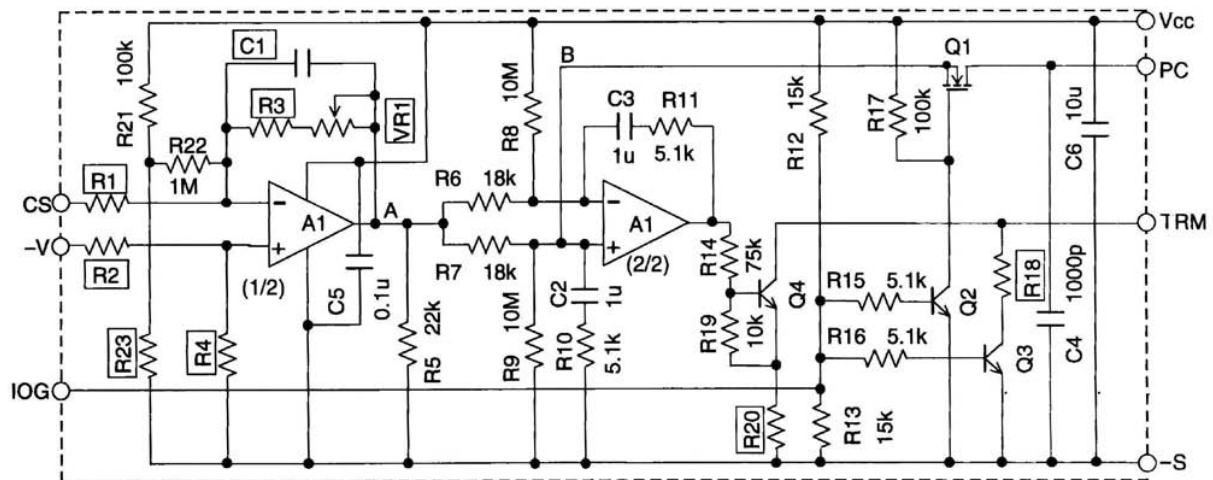 Vcc
C1
Q1
B
PC
100k
R21
R3
VR1
10M
R8
C3
R11
1u
5.1k
15k
R12
R17
100k
10u
C6
R22
1M
R1
CS
−
A1
+
(1/2)
A
R6
18k
R7
18k
−
A1
+
(2/2)
TRM
−V
R2
C5
0.1u
22k
R5
10M
R9
C2
1u
R10
5.1k
R14
75k
R19
10k
Q4
R15
5.1k
Q2
R16
5.1k
Q3
R18
1000p
C4
R23
R4
IOG
R20
R13
15k
−S